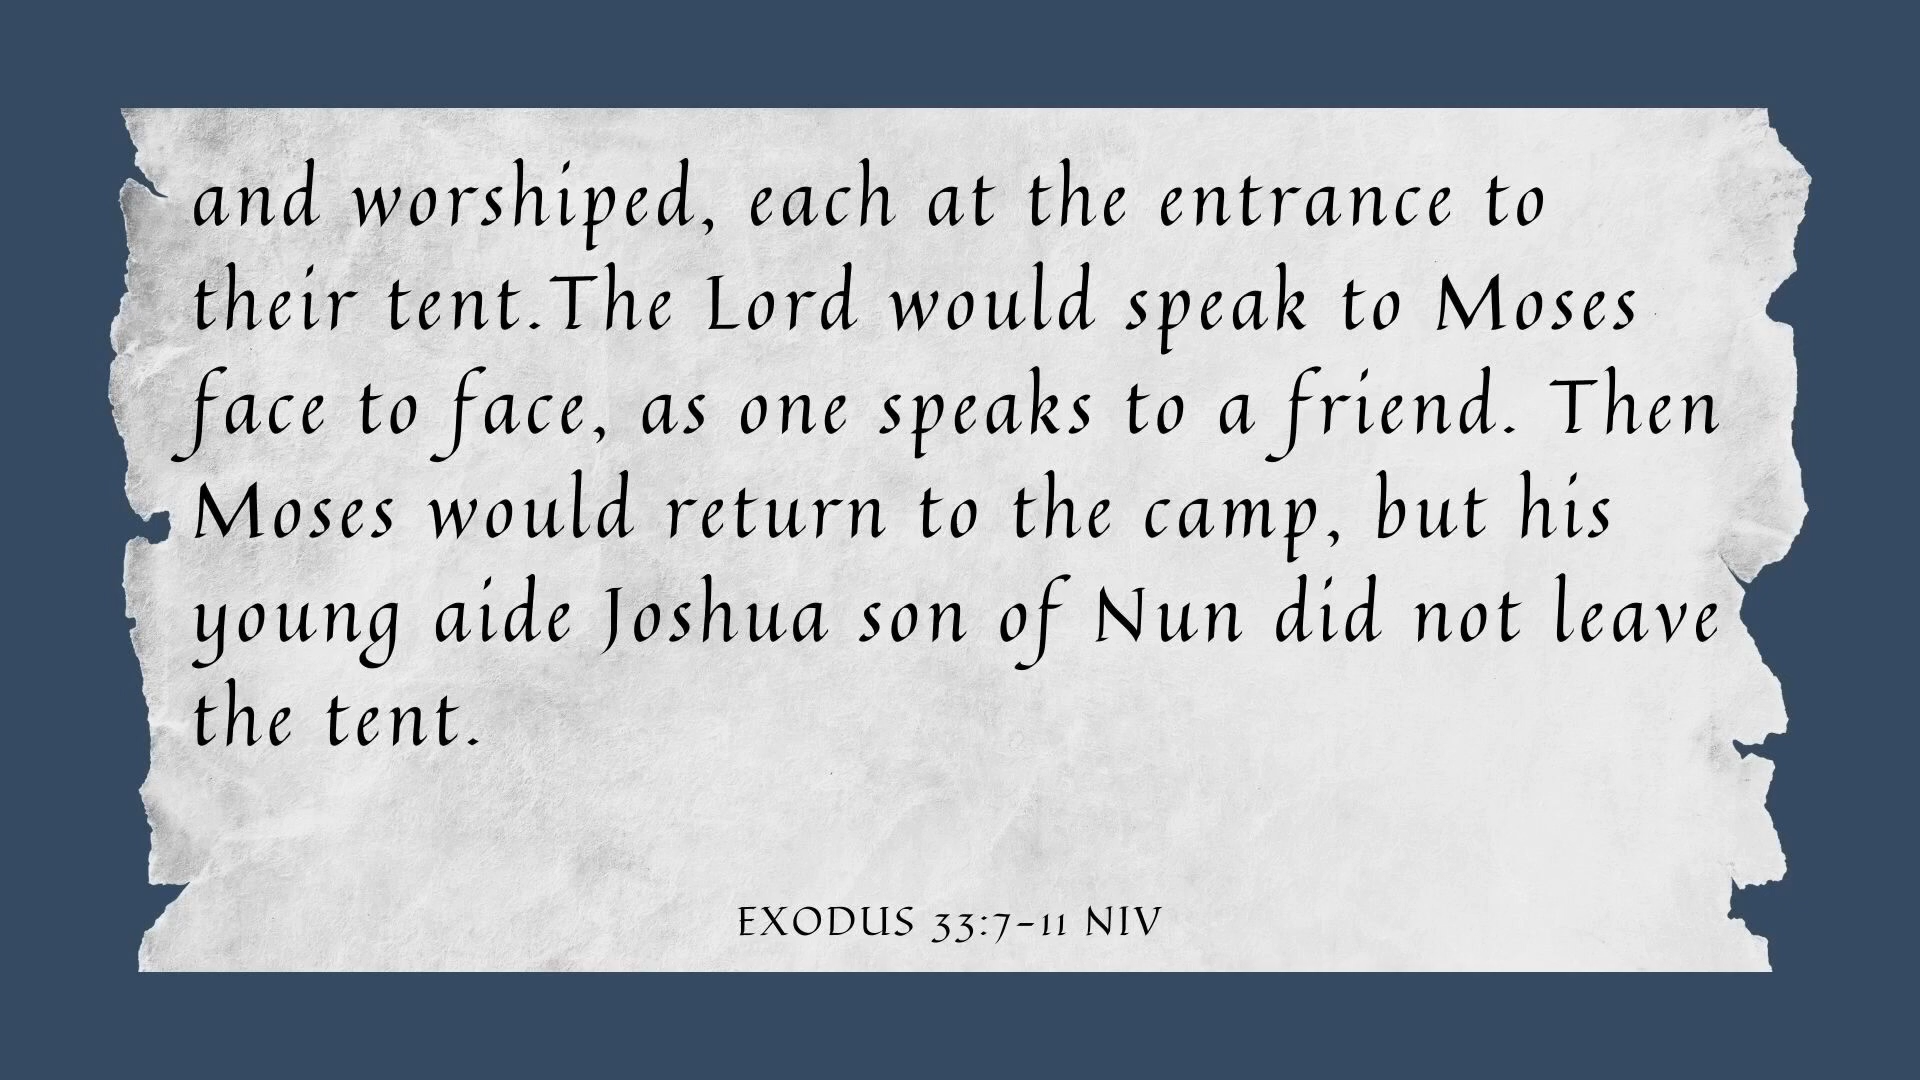 and worshiped, each at the entrance to
their tent.The Lord would speak to Moses
face to face, as one speaks to a friend. Then
Moses would return to the camp, but his
young aide Joshua son of Nun did not leave
the tent.
EXODUS 33:7-11 NIV